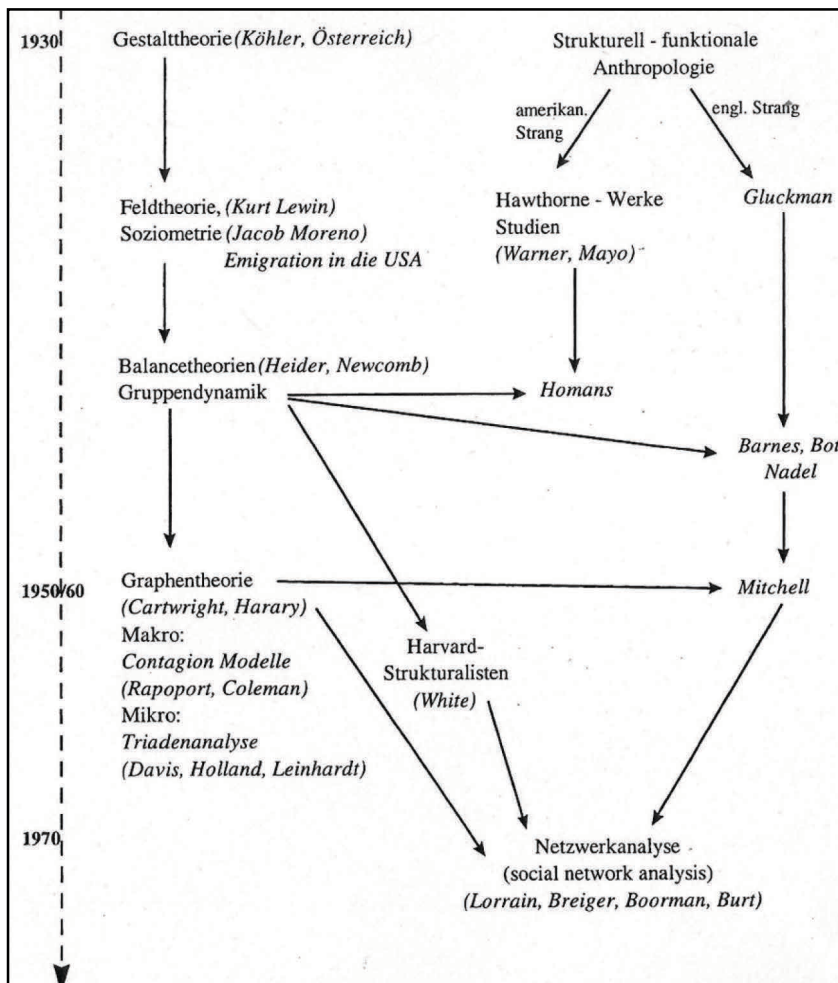 1930
Gestalttheorie (Köhler, Österreich)
Strukturell - funktionale
Anthropologie
amerikan.
Strang
engl. Strang
Feldtheorie, (Kurt Lewin)
Soziometrie (Jacob Moreno)
Emigration in die USA
Hawthorne - Werke
Studien
(Warner, Mayo)
Gluckman
Balancetheorien (Heider, Newcomb)
Gruppendynamik
Homans
Barnes, Bot
Nadel
1950/60
Graphentheorie
(Cartwright, Harary)
Makro:
Contagion Modelle
(Rapoport, Coleman)
Mikro:
Triadenanalyse
(Davis, Holland, Leinhardt)
Mitchell
Harvard-
Strukturalisten
(White)
1970
Netzwerkanalyse
(social network analysis)
(Lorrain, Breiger, Boorman, Burt)